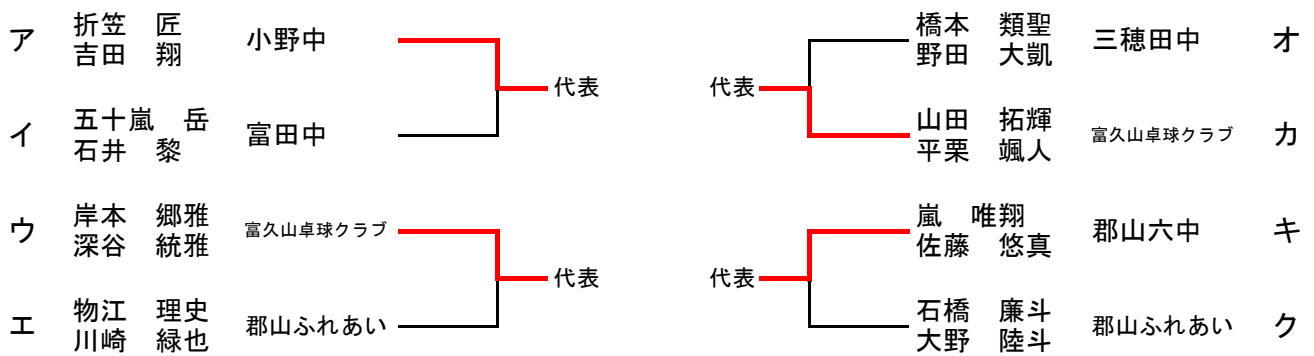 ア 折笠　匠 吉田　翔 小野中
代表
イ 五十嵐　岳 石井　黎 富田中
ウ 岸本　郷雅 深谷　統雅 富久山卓球クラブ
代表
エ 物江　理史 川崎　緑也 郡山ふれあい
橋本　類聖 野田　大凱 三穂田中 オ
代表
山田　拓輝 平栗　颯人 富久山卓球クラブ カ
嵐　唯翔 佐藤　悠真 郡山六中 キ
代表
石橋　廉斗 大野　陸斗 郡山ふれあい ク